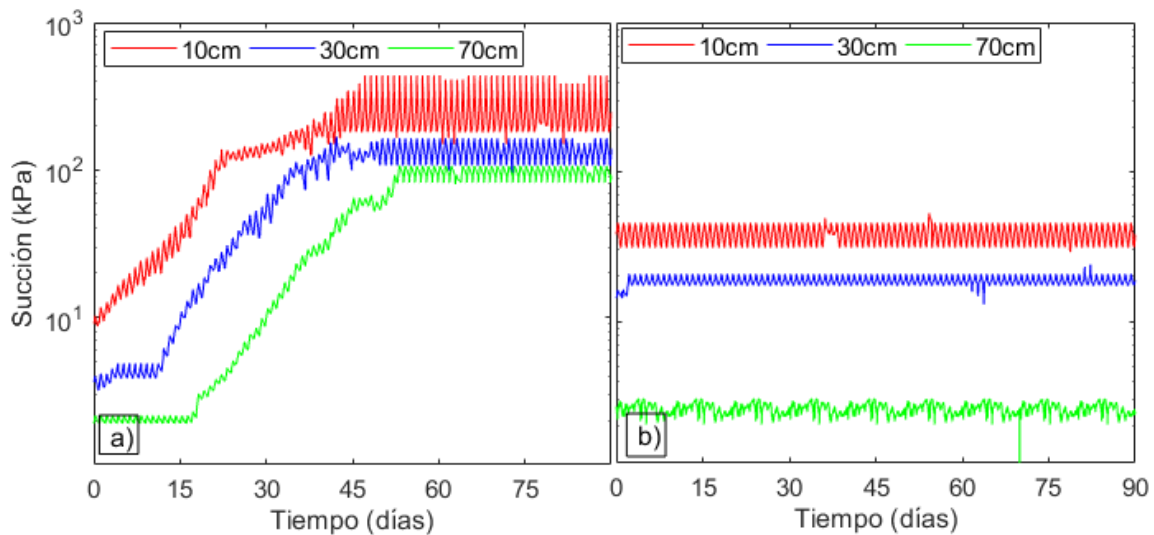 10³
10cm 30cm 70cm
10cm 30cm 70cm
10²
Succión (kPa)
10¹
a)
b)
0 15 30 45 60 75
0 15 30 45 60 75 90
Tiempo (días)
Tiempo (días)